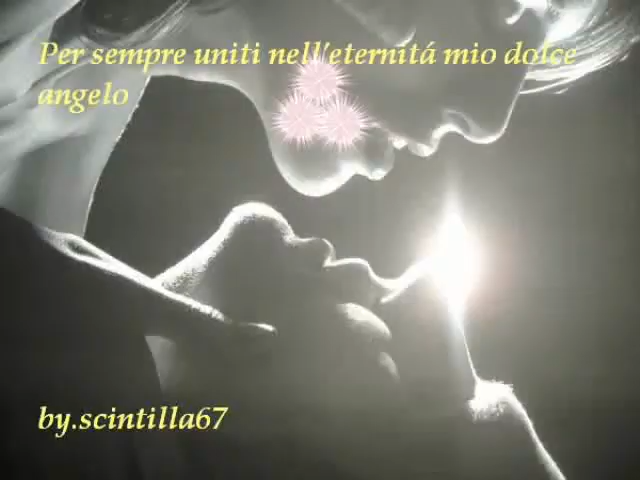 Per sempre uniti nell'eternitá mio dolce
angelo
by.scintilla67